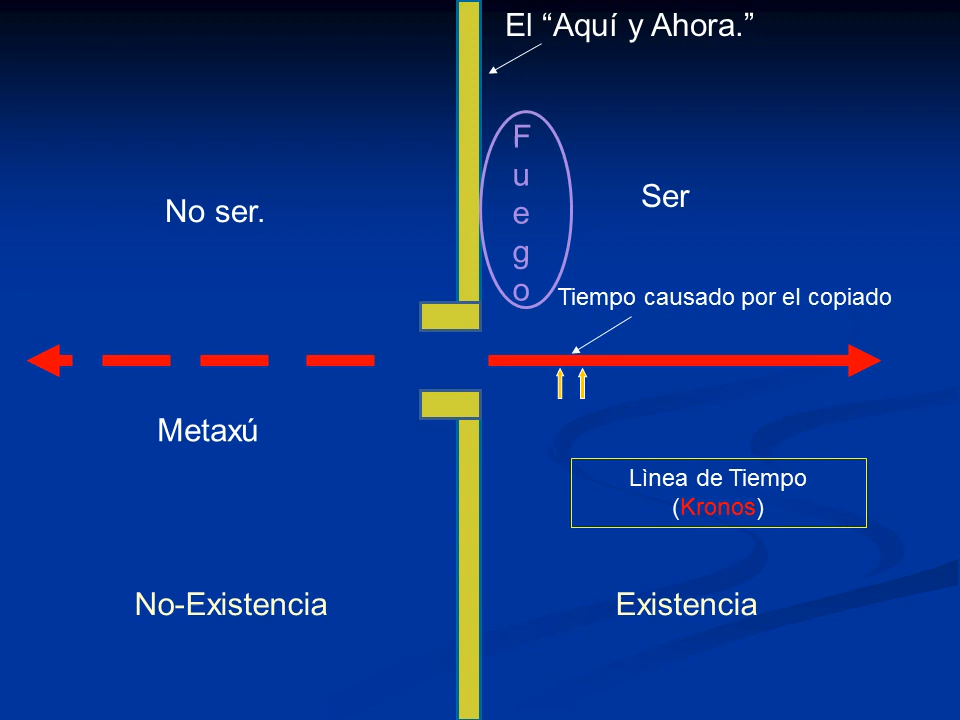 El “Aquí y Ahora.”
Fuego
Ser
No ser.
Tiempo causado por el copiado
Metaxú
Lìnea de Tiempo
(Kronos)
No-Existencia
Existencia